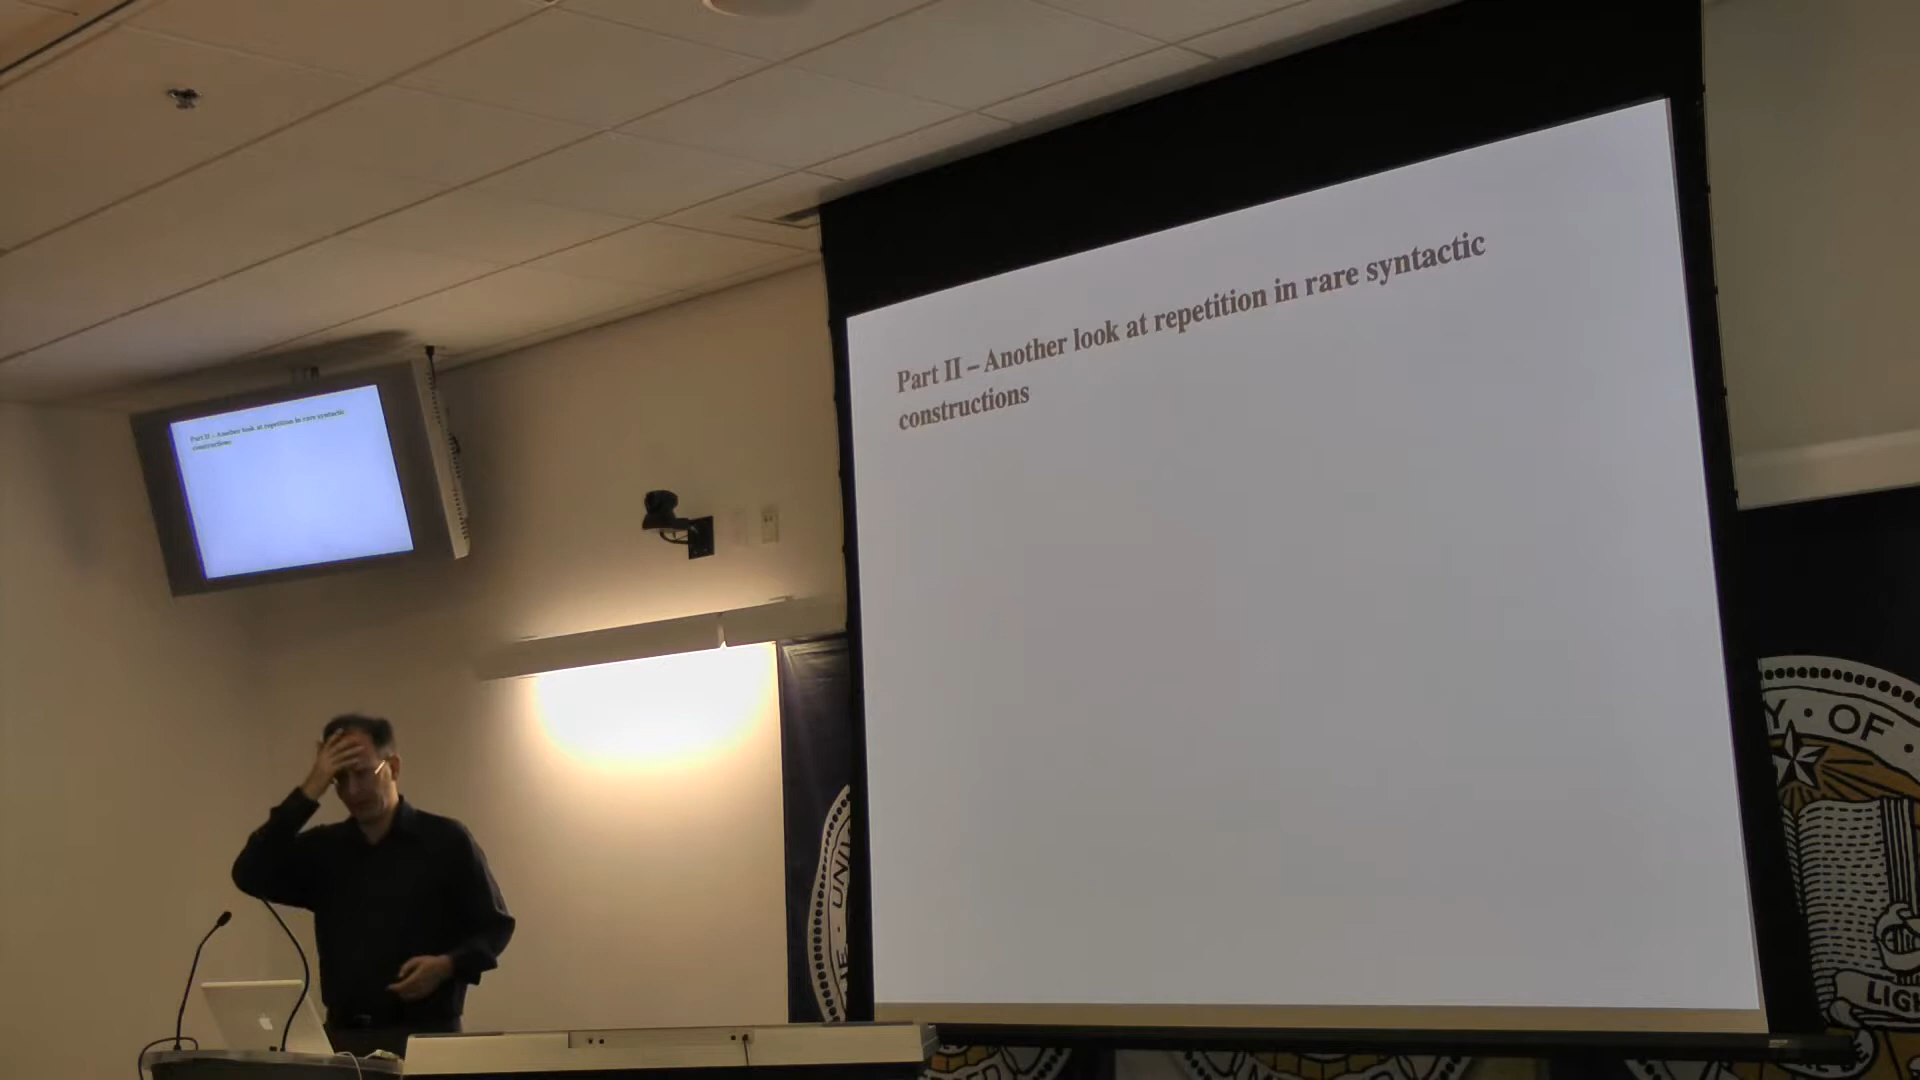 Part II – Another look at repetition in rare syntactic
constructions
Part II – Another look at repetition in rare syntactic
constructions
Y · OF ·
LIGH